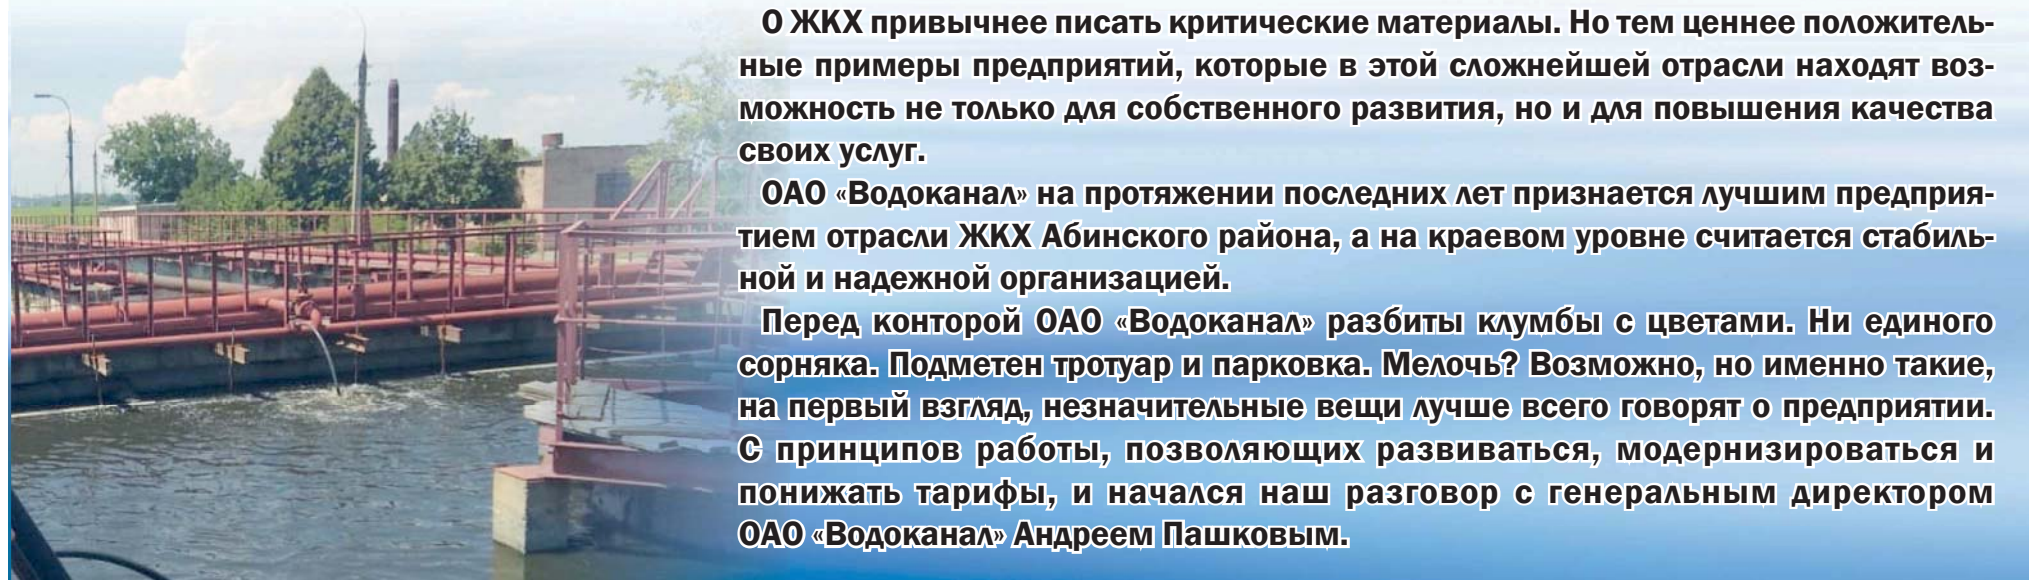 О ЖКХ привычнее писать критические материалы. Но тем ценнее положитель-
ные примеры предприятий, которые в этой сложнейшей отрасли находят воз-
можность не только для собственного развития, но и для повышения качества
своих услуг.
ОАО «Водоканал» на протяжении последних лет признается лучшим предприя-
тием отрасли ЖКХ Абинского района, а на краевом уровне считается стабиль-
ной и надежной организацией.
Перед конторой ОАО «Водоканал» разбиты клумбы с цветами. Ни единого
сорняка. Подметен тротуар и парковка. Мелочь? Возможно, но именно такие,
на первый взгляд, незначительные вещи лучше всего говорят о предприятии.
С принципов работы, позволяющих развиваться, модернизироваться и
понижать тарифы, и начался наш разговор с генеральным директором
ОАО «Водоканал» Андреем Пашковым.